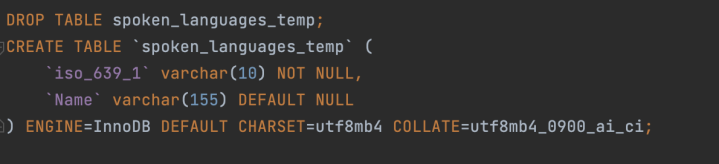 DROP TABLE spoken_languages_temp;
CREATE TABLE `spoken_languages_temp` (
    `iso_639_1` varchar(10) NOT NULL,
    `Name` varchar(155) DEFAULT NULL
) ENGINE=InnoDB DEFAULT CHARSET=utf8mb4 COLLATE=utf8mb4_0900_ai_ci;